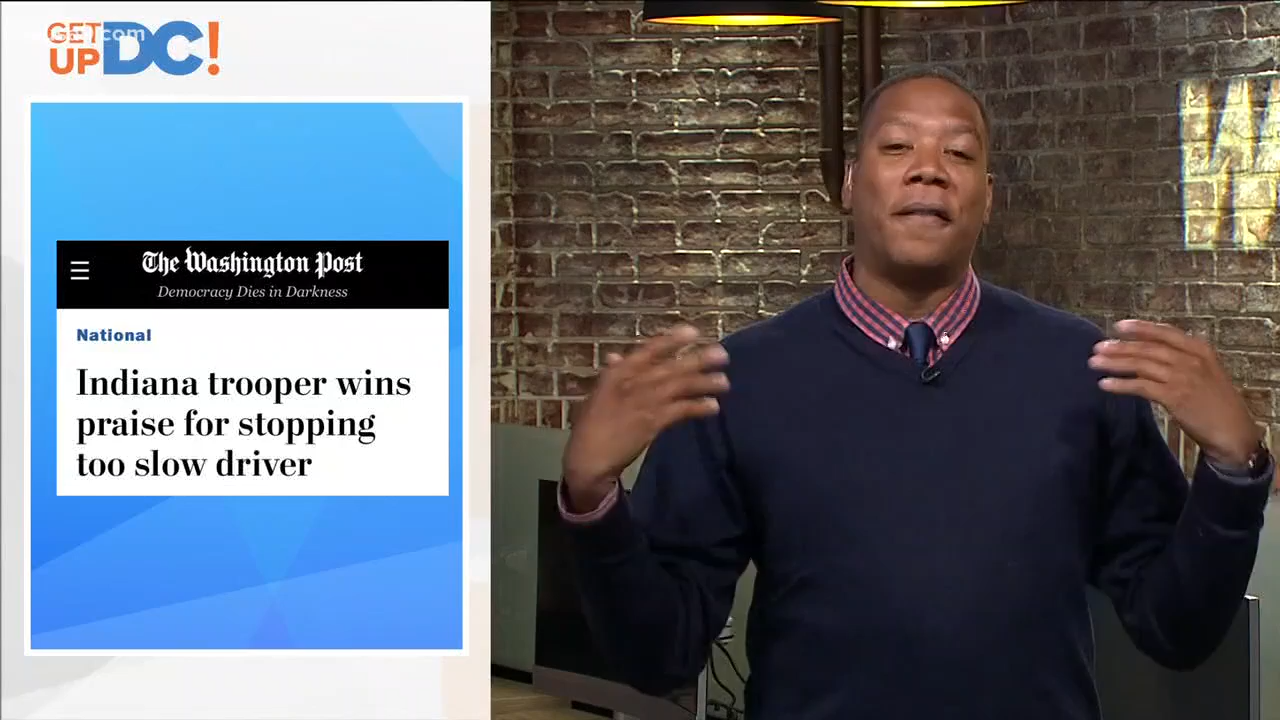 GET
UP DC!
.com
The Washington Post
Democracy Dies in Darkness
National
Indiana trooper wins
praise for stopping
too slow driver